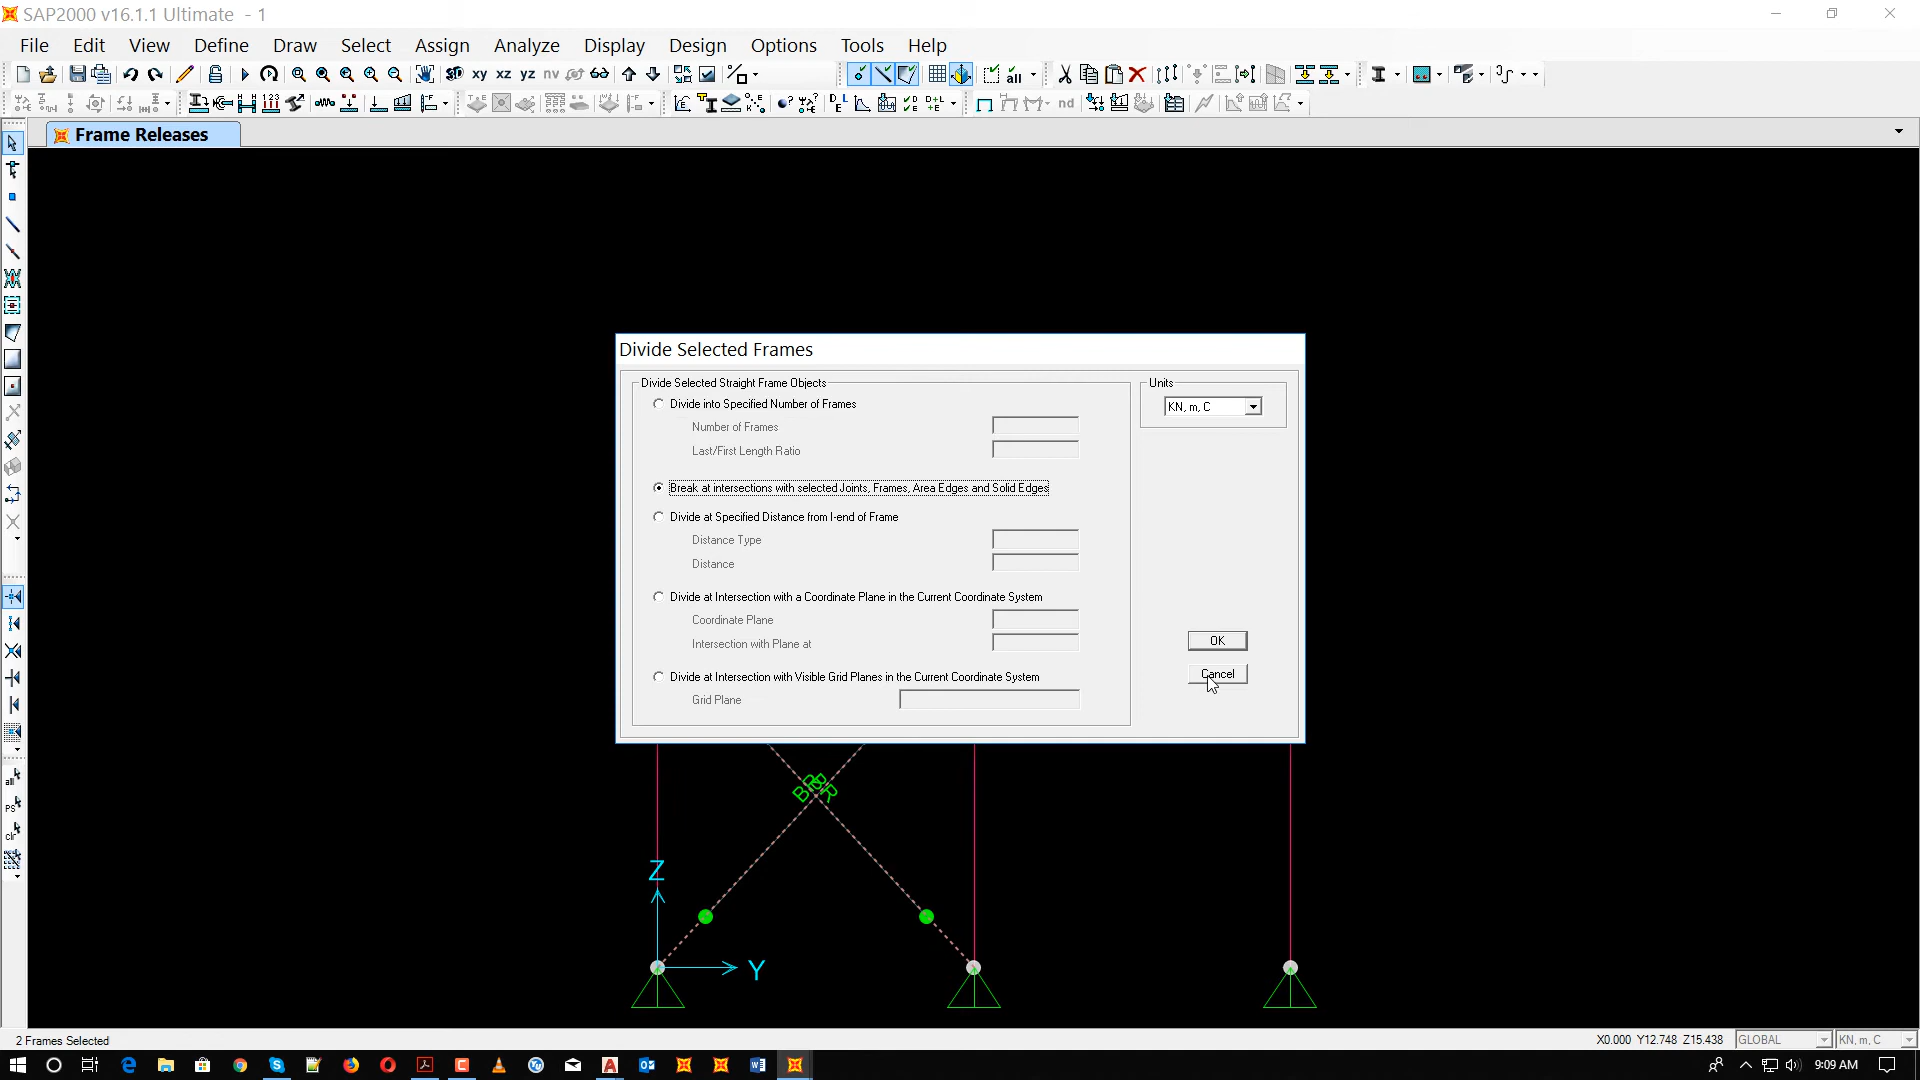 SAP2000 v16.1.1 Ultimate - 1
File Edit View Define Draw Select Assign Analyze Display Design Options Tools Help
3D xy xz yz nv
all
nd
Frame Releases
Divide Selected Frames
Divide Selected Straight Frame Objects
Divide into Specified Number of Frames
Number of Frames
Last/First Length Ratio
Break at intersections with selected Joints, Frames, Area Edges and Solid Edges
Divide at Specified Distance from I-end of Frame
Distance Type
Distance
Divide at Intersection with a Coordinate Plane in the Current Coordinate System
Coordinate Plane
Intersection with Plane at
Divide at Intersection with Visible Grid Planes in the Current Coordinate System
Grid Plane
Units
KN, m, C
OK
Cancel
all
PS
clr
Z
Y
2 Frames Selected
X0.000 Y12.748 Z15.438
GLOBAL
KN, m, C
9:09 AM